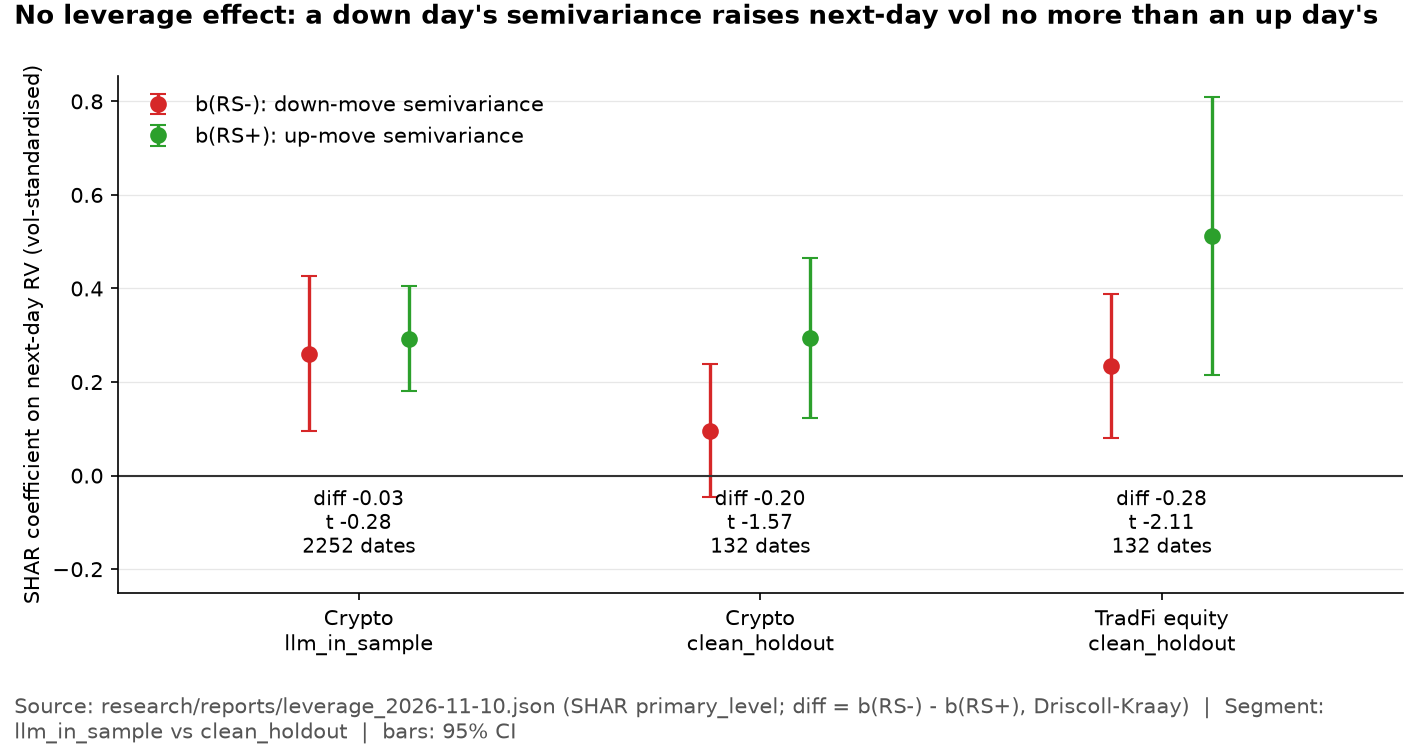 No leverage effect: a down day's semivariance raises next-day vol no more than an up day's
SHAR coefficient on next-day RV (vol-standardised)
0.8
0.6
0.4
0.2
0.0
−0.2
b(RS-): down-move semivariance
b(RS+): up-move semivariance
diff -0.03
t -0.28
2252 dates
diff -0.20
t -1.57
132 dates
diff -0.28
t -2.11
132 dates
Crypto
llm_in_sample
Crypto
clean_holdout
TradFi equity
clean_holdout
Source: research/reports/leverage_2026-11-10.json (SHAR primary_level; diff = b(RS-) - b(RS+), Driscoll-Kraay)  |  Segment:
llm_in_sample vs clean_holdout  |  bars: 95% CI